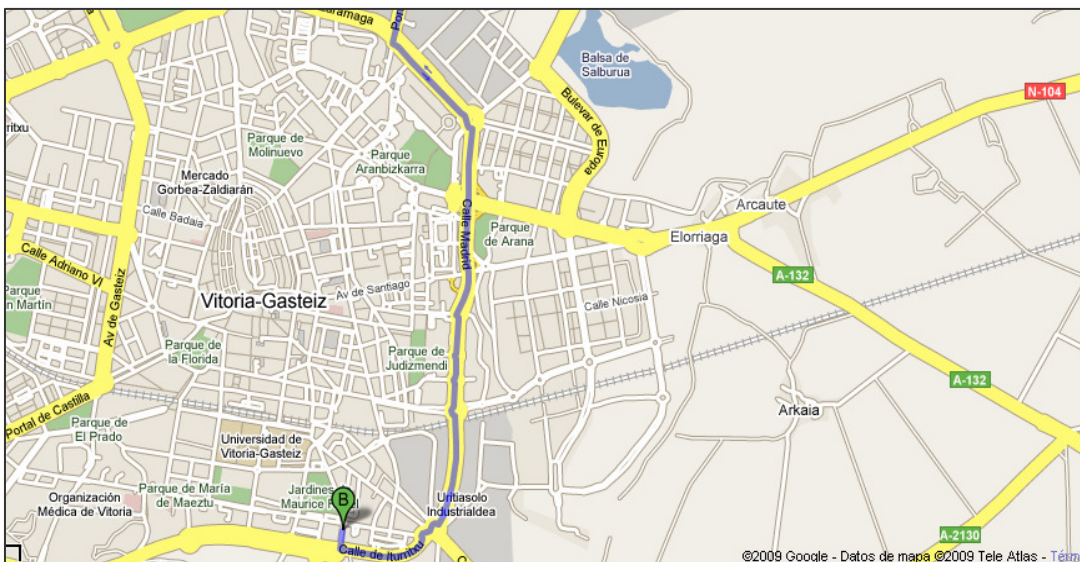 Balsa de
Salburua
N-104
Bulevar de Europa
Parque de
Molinuevo
Parque
Aranbizkarra
Mercado
Gorbea-Zaldiarán
Calle Badaia
Arcaute
Calle Madrid
Parque
de Arana
Elorriaga
Calle Adriano VI
A-132
Parque
Av de Gasteiz
Vitoria-Gasteiz
Av de Santiago
Calle Nicosia
Parque de
la Florida
Parque de
Judizmendi
A-132
Portal de Castilla
Arkaia
Parque de
El Prado
Universidad de
Vitoria-Gasteiz
Organización
Médica de Vitoria
Parque de María
de Maeztu
Jardines
Maurice
B
Uritiasolo
Industrialdea
Calle de Iturritxu
A-2130
©2009 Google - Datos de mapa ©2009 Tele Atlas -